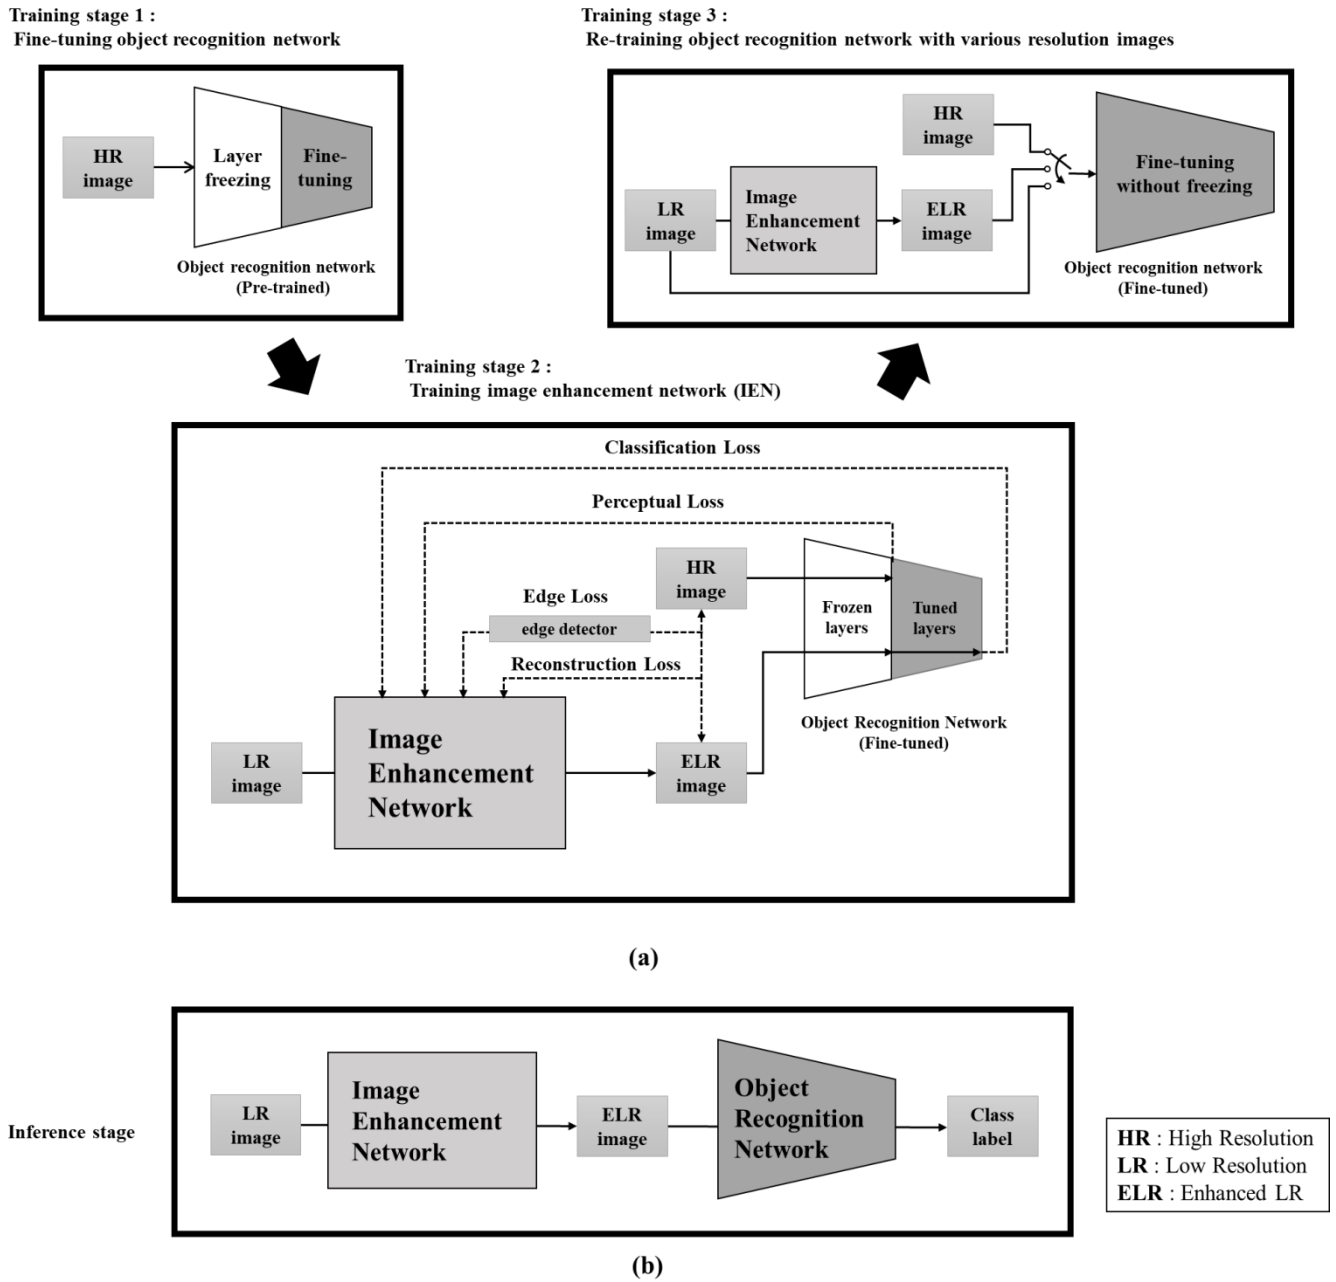 Training stage 1 :
Fine-tuning object recognition network
HR
image
Layer
freezing
Fine-
tuning
Object recognition network
(Pre-trained)
Training stage 3 :
Re-training object recognition network with various resolution images
HR
image
LR
image
Image
Enhancement
Network
ELR
image
Fine-tuning
without freezing
Object recognition network
(Fine-tuned)
Training stage 2 :
Training image enhancement network (IEN)
Classification Loss
Perceptual Loss
HR
image
Edge Loss
edge detector
Reconstruction Loss
Frozen
layers
Tuned
layers
Object Recognition Network
(Fine-tuned)
LR
image
Image
Enhancement
Network
ELR
image
(a)
Inference stage
LR
image
Image
Enhancement
Network
ELR
image
Object
Recognition
Network
Class
label
HR : High Resolution
LR : Low Resolution
ELR : Enhanced LR
(b)